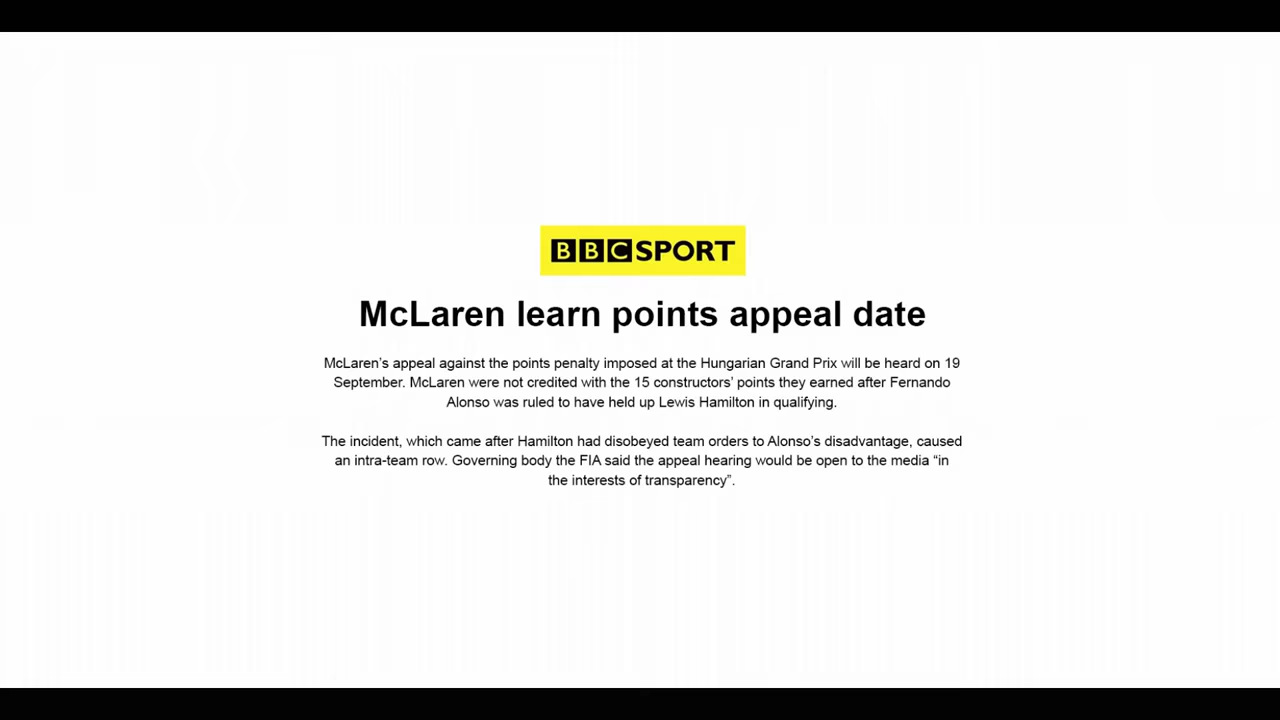 BBC SPORT
McLaren learn points appeal date
McLaren’s appeal against the points penalty imposed at the Hungarian Grand Prix will be heard on 19
September. McLaren were not credited with the 15 constructors’ points they earned after Fernando
Alonso was ruled to have held up Lewis Hamilton in qualifying.
The incident, which came after Hamilton had disobeyed team orders to Alonso’s disadvantage, caused
an intra-team row. Governing body the FIA said the appeal hearing would be open to the media “in
the interests of transparency”.